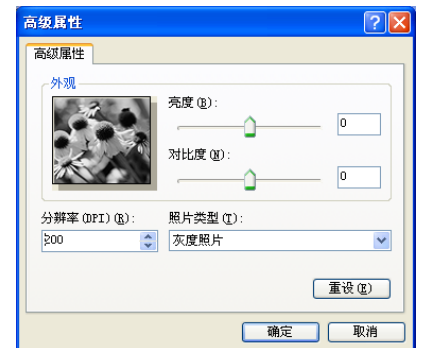 高级属性
高级属性
外观
亮度(B):
0
对比度(N):
0
分辨率(DPI)(R):
照片类型(T):
200
灰度照片
重设(E)
确定
取消